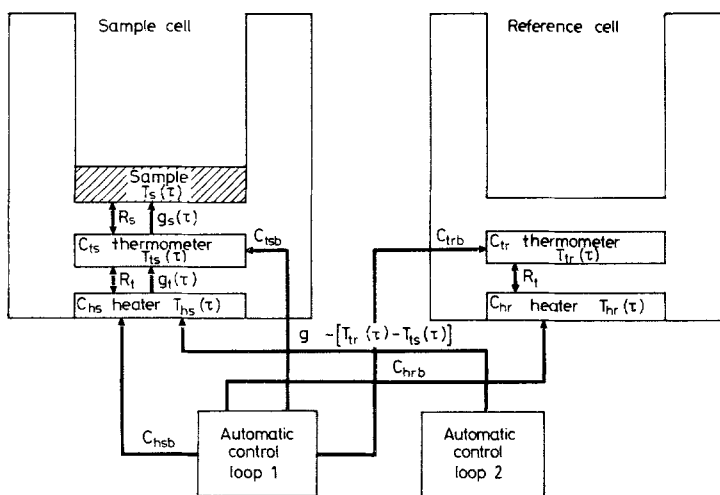 Sample cell
Reference cell
Sample
T_s(τ)
R_s
g_s(τ)
C_ts thermometer
T_ts(τ)
C_tsb
R_t
g_t(τ)
C_hs heater T_hs(τ)
C_trb
C_tr thermometer
T_tr(τ)
R_t
C_hr heater T_hr(τ)
g -[T_tr(τ)-T_ts(τ)]
C_hrb
C_hsb
Automatic
control
loop 1
Automatic
control
loop 2